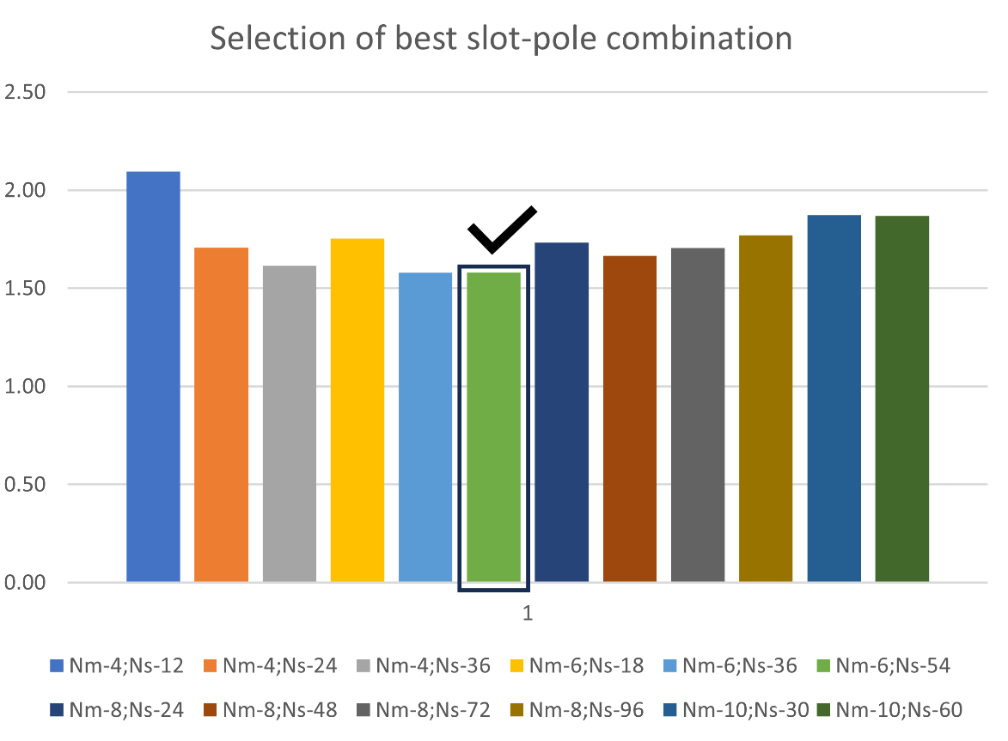 Selection of best slot-pole combination
2.50
2.00
1.50
1.00
0.50
0.00
1
Nm-4;Ns-12 Nm-4;Ns-24 Nm-4;Ns-36 Nm-6;Ns-18 Nm-6;Ns-36 Nm-6;Ns-54
Nm-8;Ns-24 Nm-8;Ns-48 Nm-8;Ns-72 Nm-8;Ns-96 Nm-10;Ns-30 Nm-10;Ns-60